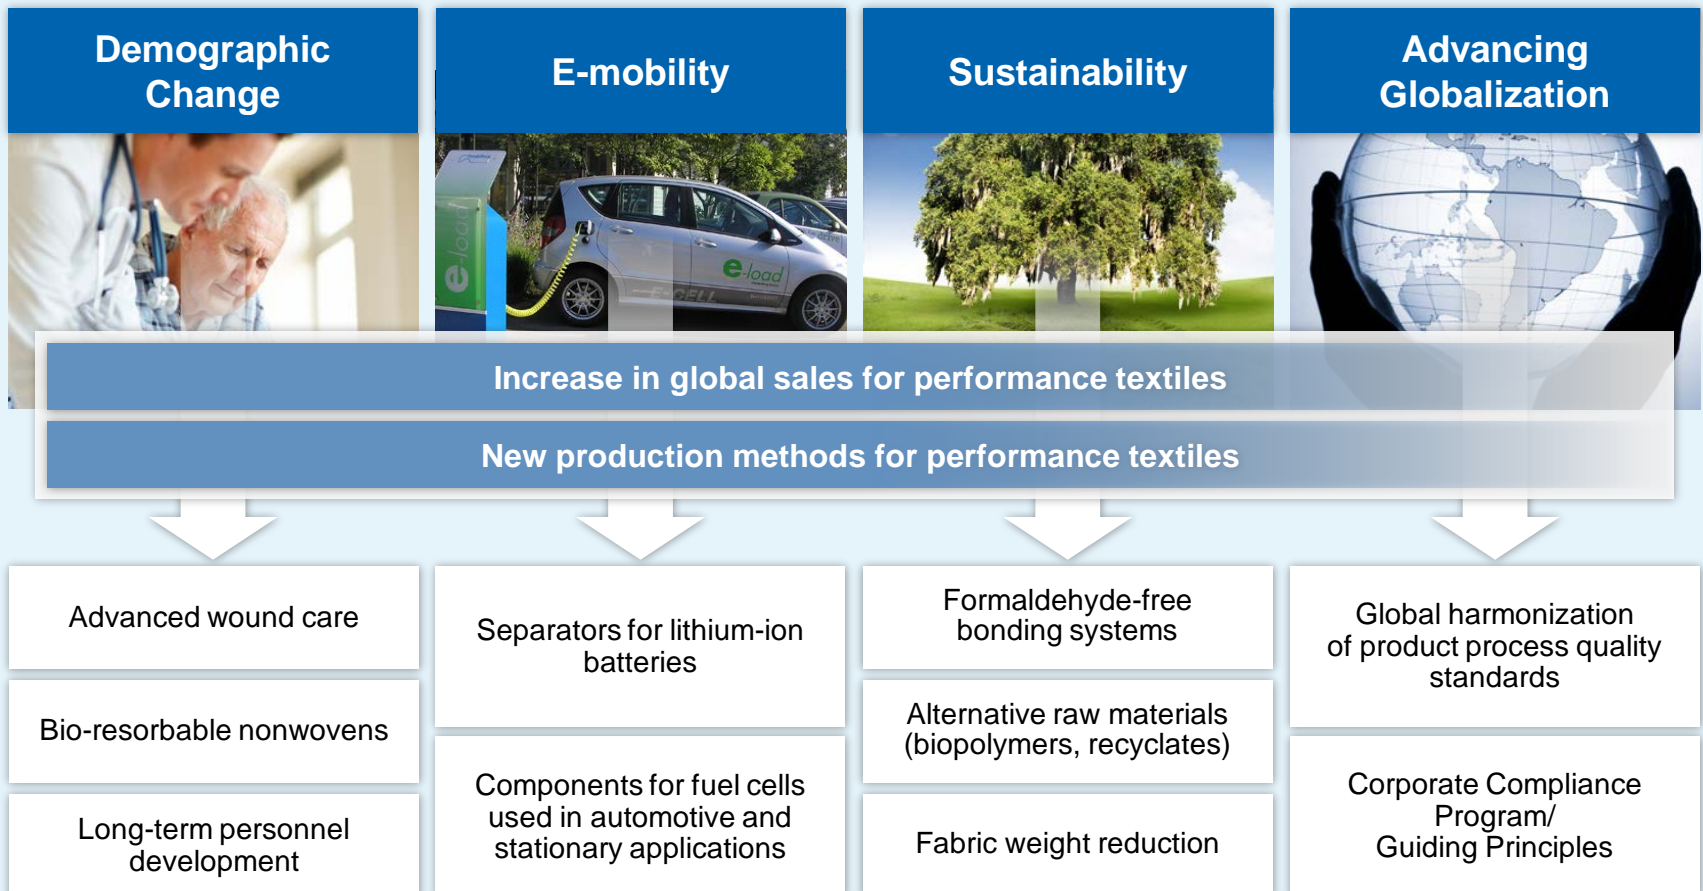 Demographic
Change
E-mobility
Sustainability
Advancing
Globalization
e-load
e-load
E-CELL
Increase in global sales for performance textiles
New production methods for performance textiles
Advanced wound care
Bio-resorbable nonwovens
Long-term personnel
development
Separators for lithium-ion
batteries
Components for fuel cells
used in automotive and
stationary applications
Formaldehyde-free
bonding systems
Alternative raw materials
(biopolymers, recyclates)
Fabric weight reduction
Global harmonization
of product process quality
standards
Corporate Compliance
Program/
Guiding Principles